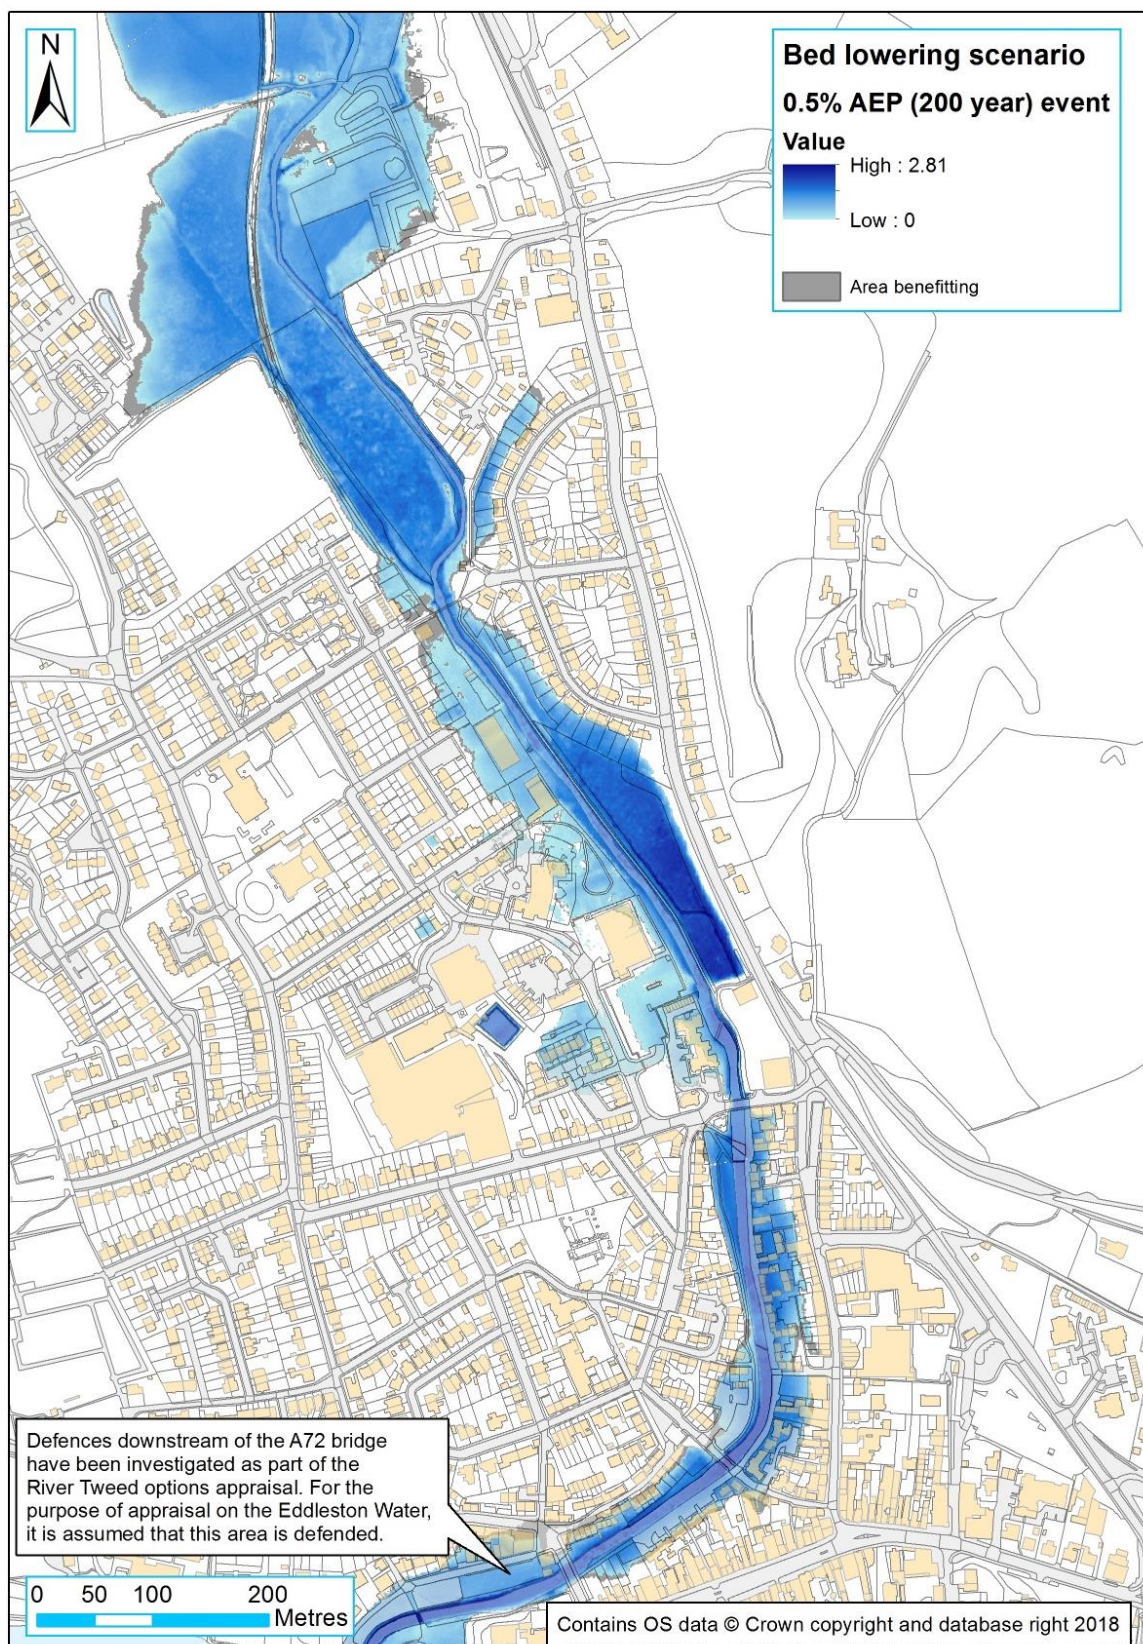 N
Bed lowering scenario
0.5% AEP (200 year) event
Value
High : 2.81
Low : 0
Area benefitting
Defences downstream of the A72 bridge
have been investigated as part of the
River Tweed options appraisal. For the
purpose of appraisal on the Eddleston Water,
it is assumed that this area is defended.
0 50 100 200
Metres
Contains OS data © Crown copyright and database right 2018